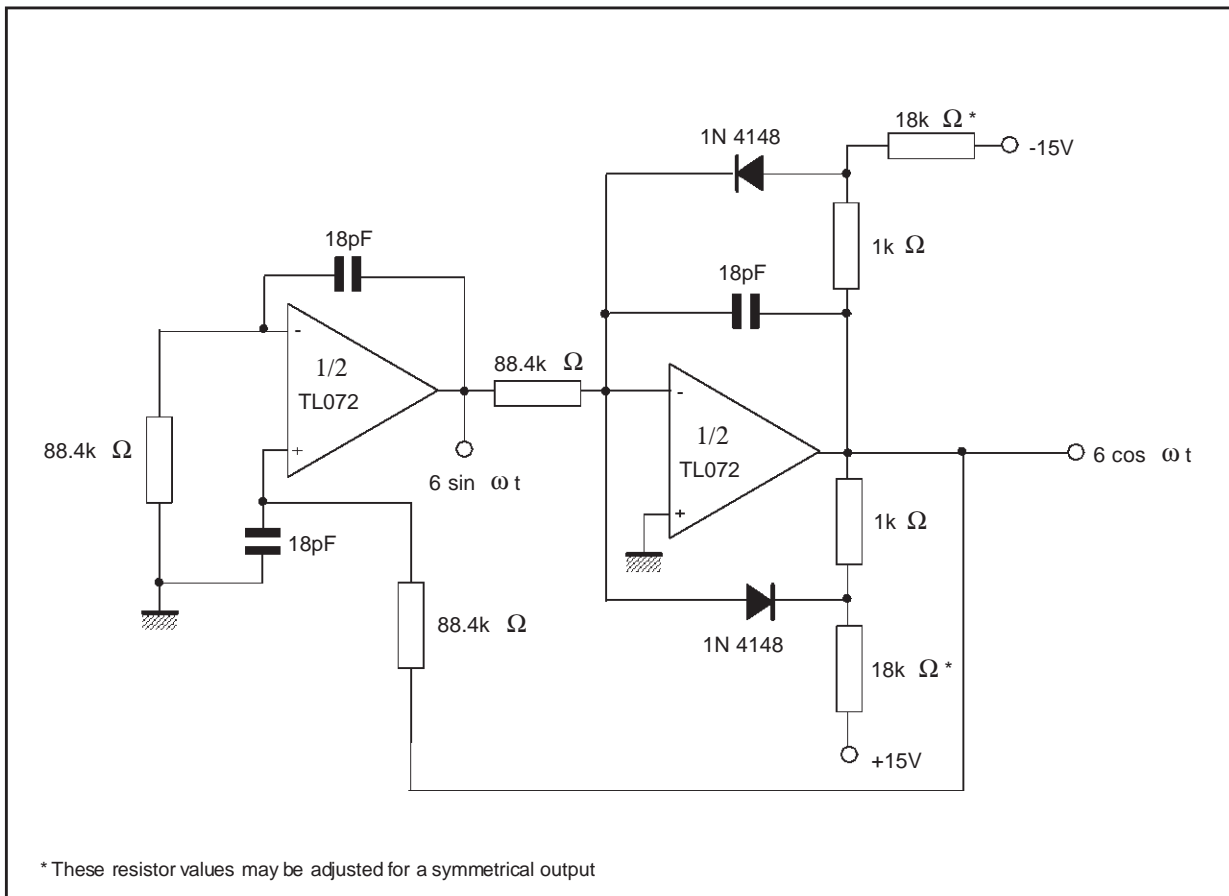 18k Ω *
1N 4148
-15V
18pF
1k Ω
18pF
-
1/2
TL072
88.4k Ω
-
88.4k Ω
+
1/2
TL072
6 sin ω t
6 cos ω t
+
1k Ω
18pF
88.4k Ω
1N 4148
18k Ω *
+15V
* These resistor values may be adjusted for a symmetrical output